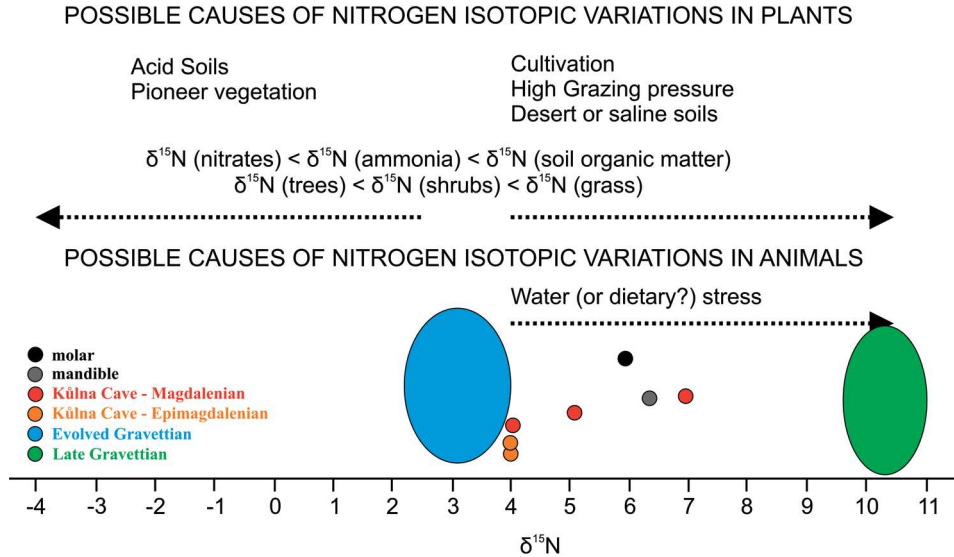 POSSIBLE CAUSES OF NITROGEN ISOTOPIC VARIATIONS IN PLANTS
Acid Soils
Pioneer vegetation
Cultivation
High Grazing pressure
Desert or saline soils
δ¹⁵N (nitrates) < δ¹⁵N (ammonia) < δ¹⁵N (soil organic matter)
δ¹⁵N (trees) < δ¹⁵N (shrubs) < δ¹⁵N (grass)
POSSIBLE CAUSES OF NITROGEN ISOTOPIC VARIATIONS IN ANIMALS
Water (or dietary?) stress
molar
mandible
Kůlna Cave - Magdalenian
Kůlna Cave - Epimagdalenian
Evolved Gravettian
Late Gravettian
-4 -3 -2 -1 0 1 2 3 4 5 6 7 8 9 10 11
δ¹⁵N